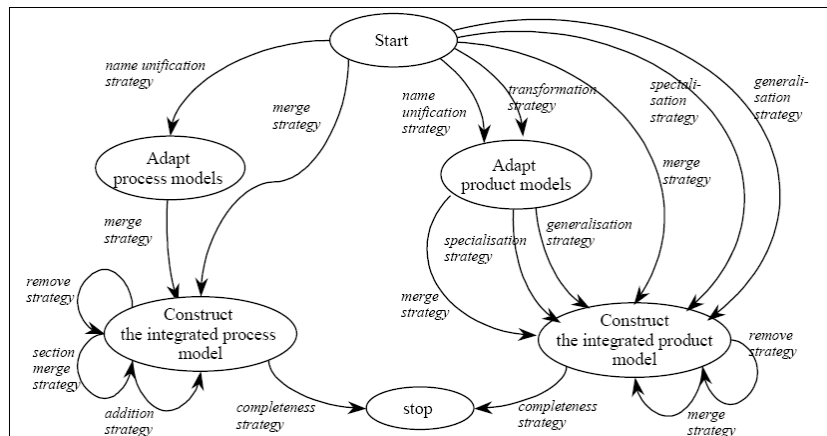 Start
name unification
strategy
merge
strategy
name
unification
strategy
transformation
strategy
speciali-
sation
strategy
generali-
sation
strategy
merge
strategy
Adapt
process models
Adapt
product models
merge
strategy
specialisation
strategy
generalisation
strategy
merge
strategy
remove
strategy
section
merge
strategy
addition
strategy
Construct
the integrated process
model
completeness
strategy
stop
completeness
strategy
Construct
the integrated product
model
remove
strategy
merge
strategy